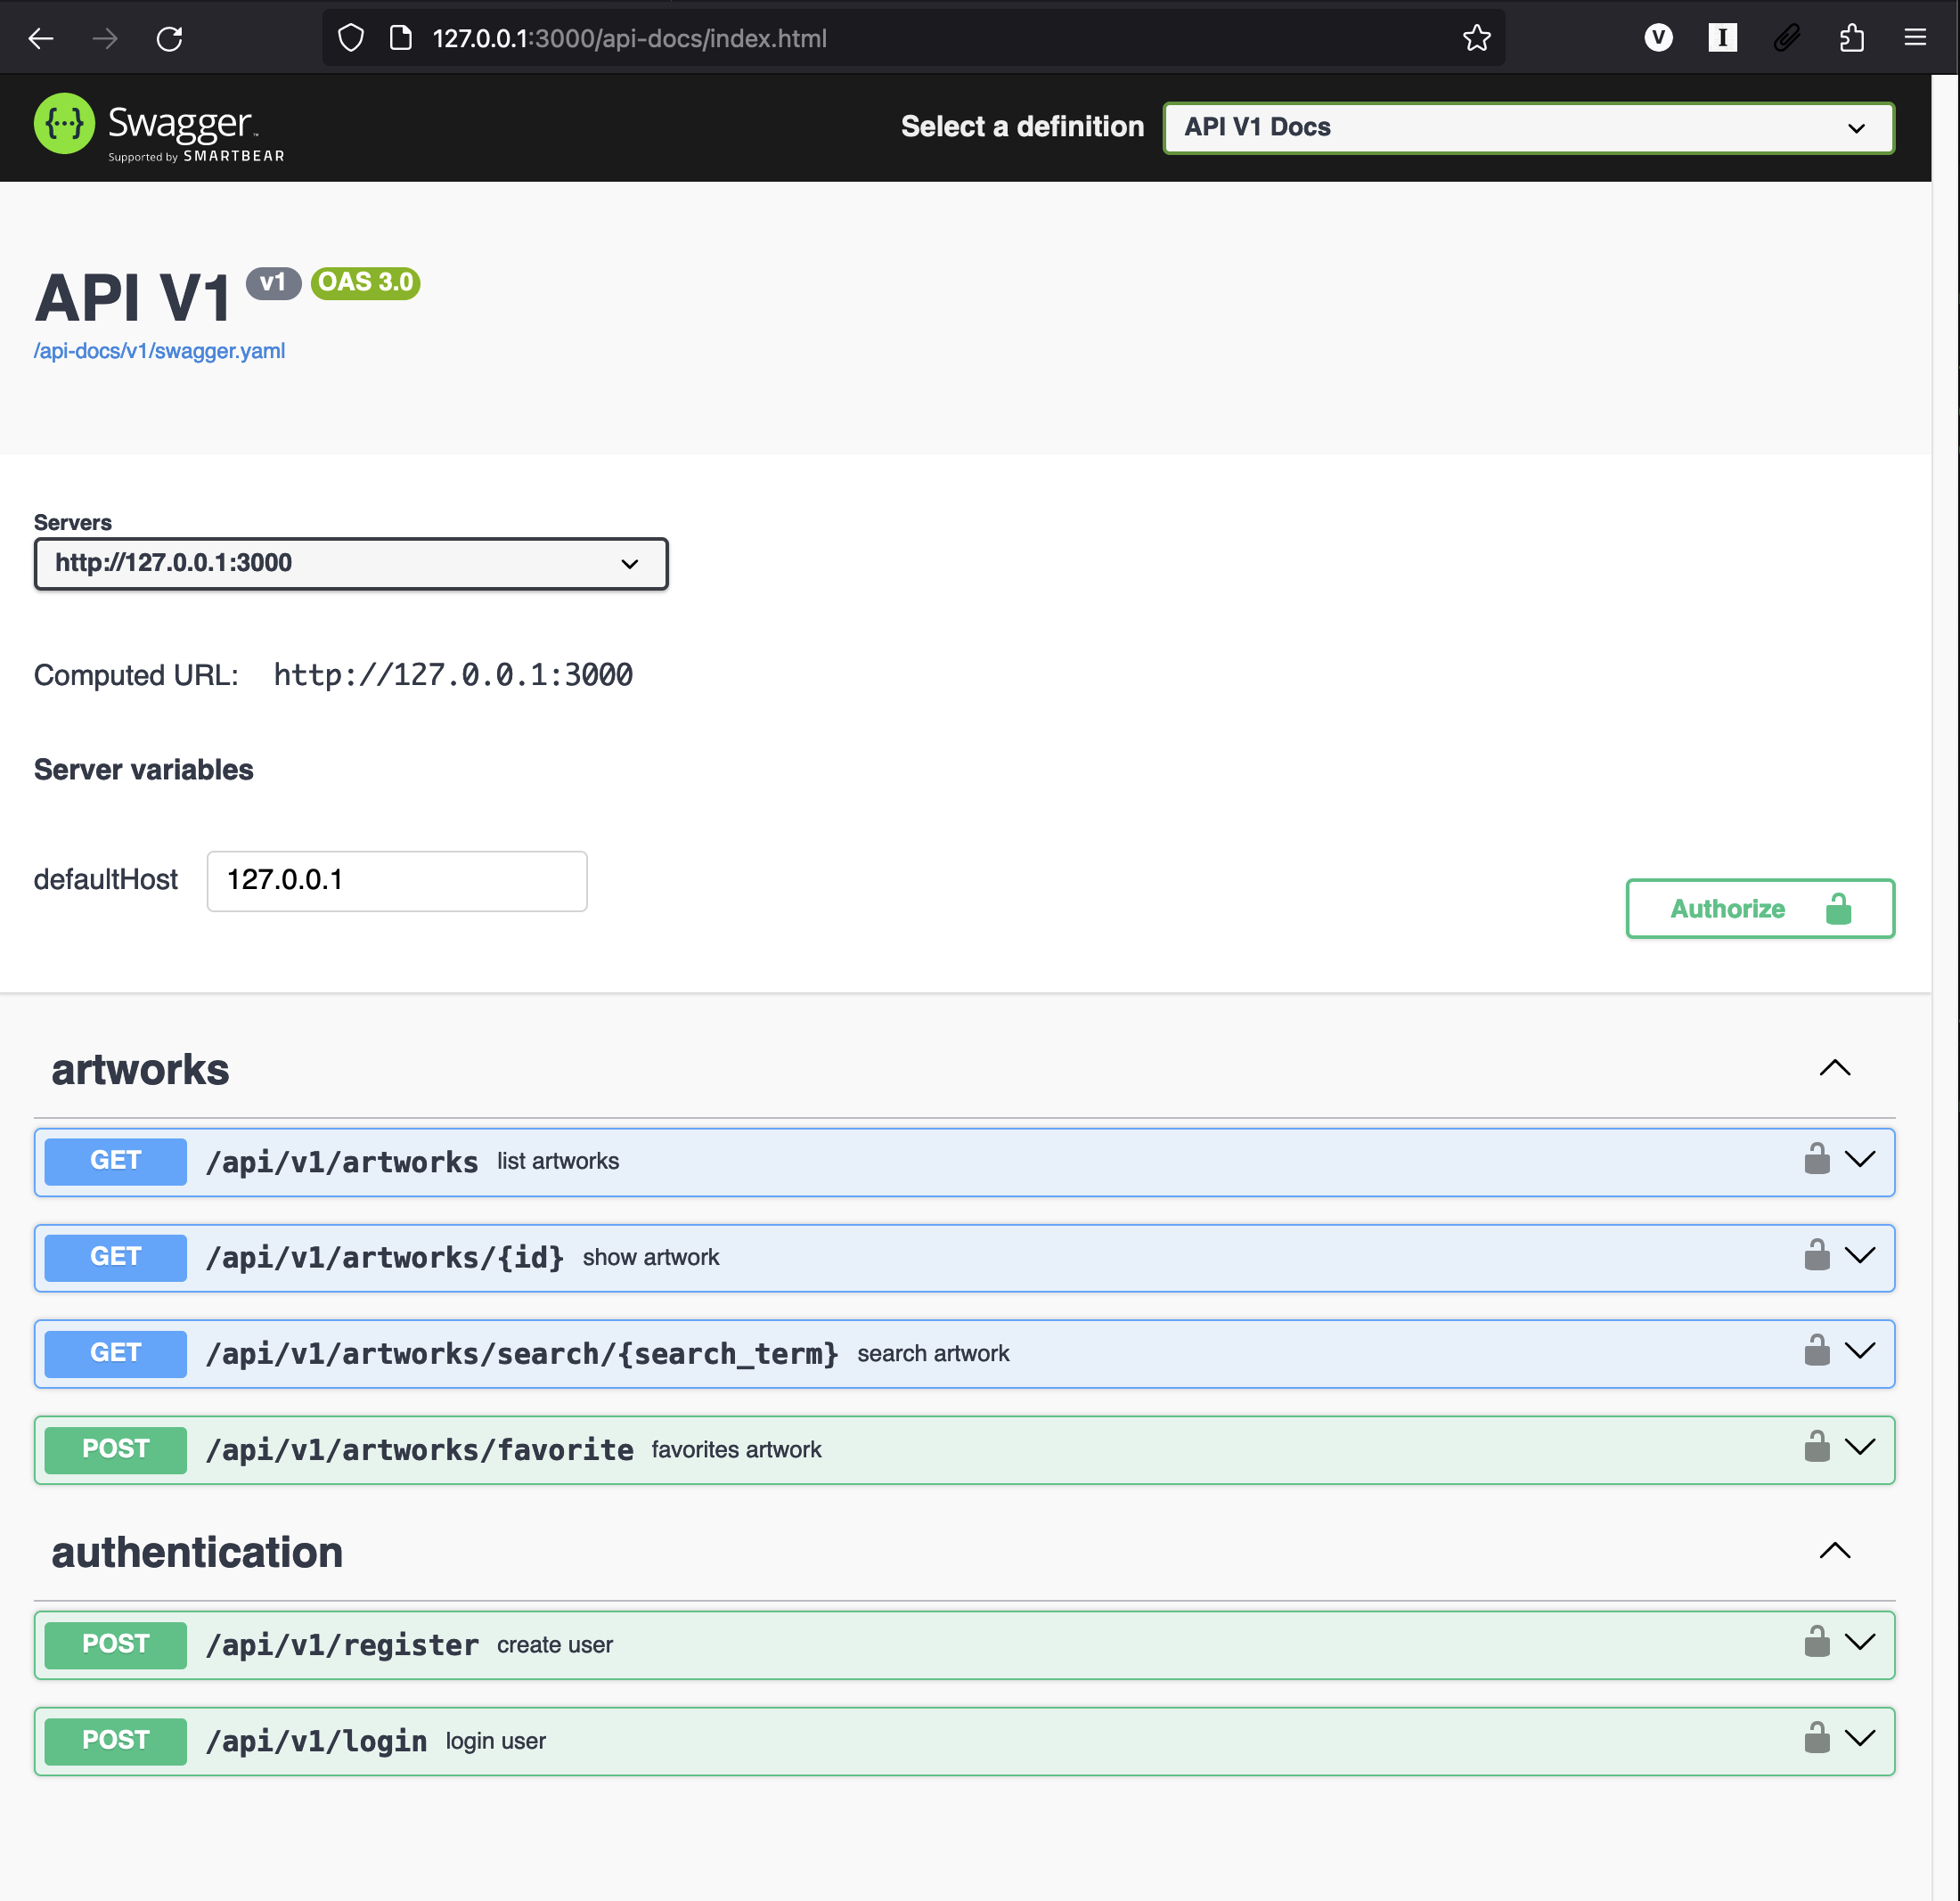 127.0.0.1:3000/api-docs/index.html
V
I
{···} Swagger™
Supported by SMARTBEAR
Select a definition
API V1 Docs
API V1 v1 OAS 3.0
/api-docs/v1/swagger.yaml
Servers
http://127.0.0.1:3000
Computed URL: http://127.0.0.1:3000
Server variables
defaultHost 127.0.0.1
Authorize
artworks
GET /api/v1/artworks list artworks
GET /api/v1/artworks/{id} show artwork
GET /api/v1/artworks/search/{search_term} search artwork
POST /api/v1/artworks/favorite favorites artwork
authentication
POST /api/v1/register create user
POST /api/v1/login login user